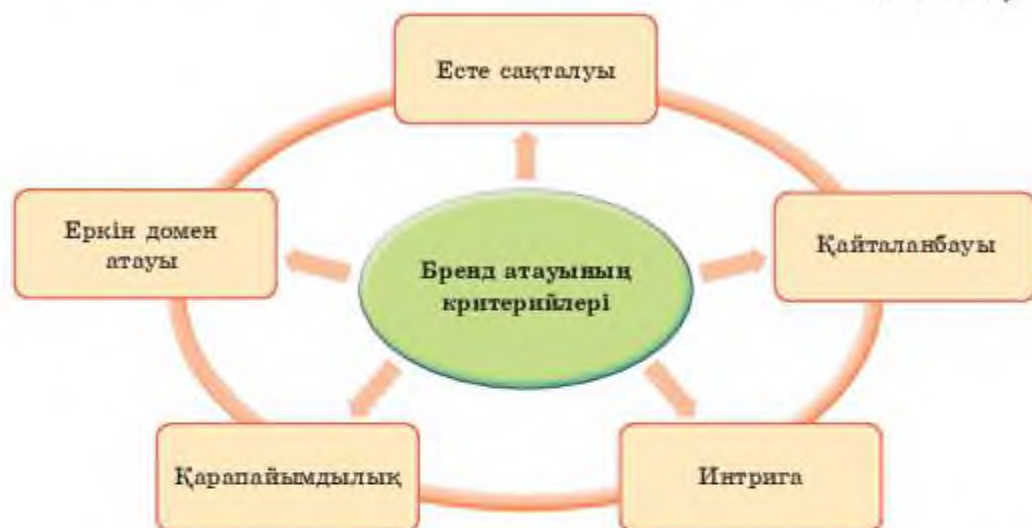 Есте сақталуы
Еркін домен
атауы
Қайталанбауы
Бренд атауының
критерийлері
Қарапайымдылық
Интрига